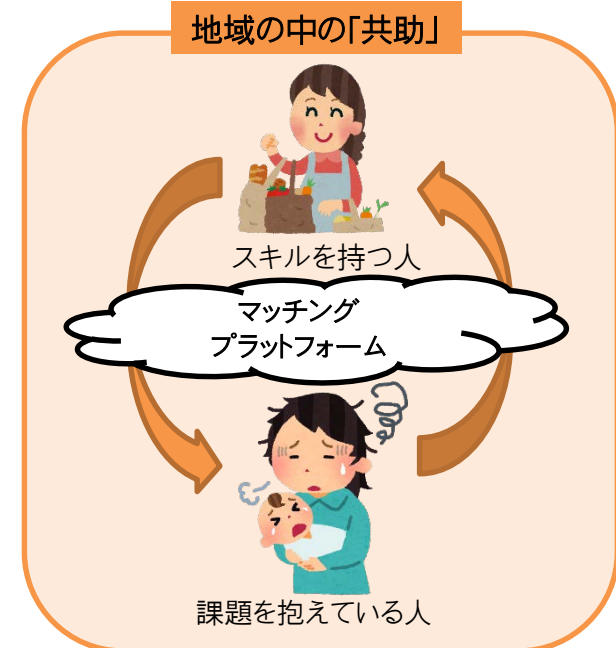 地域の中の「共助」
スキルを持つ人
マッチング
プラットフォーム
課題を抱えている人